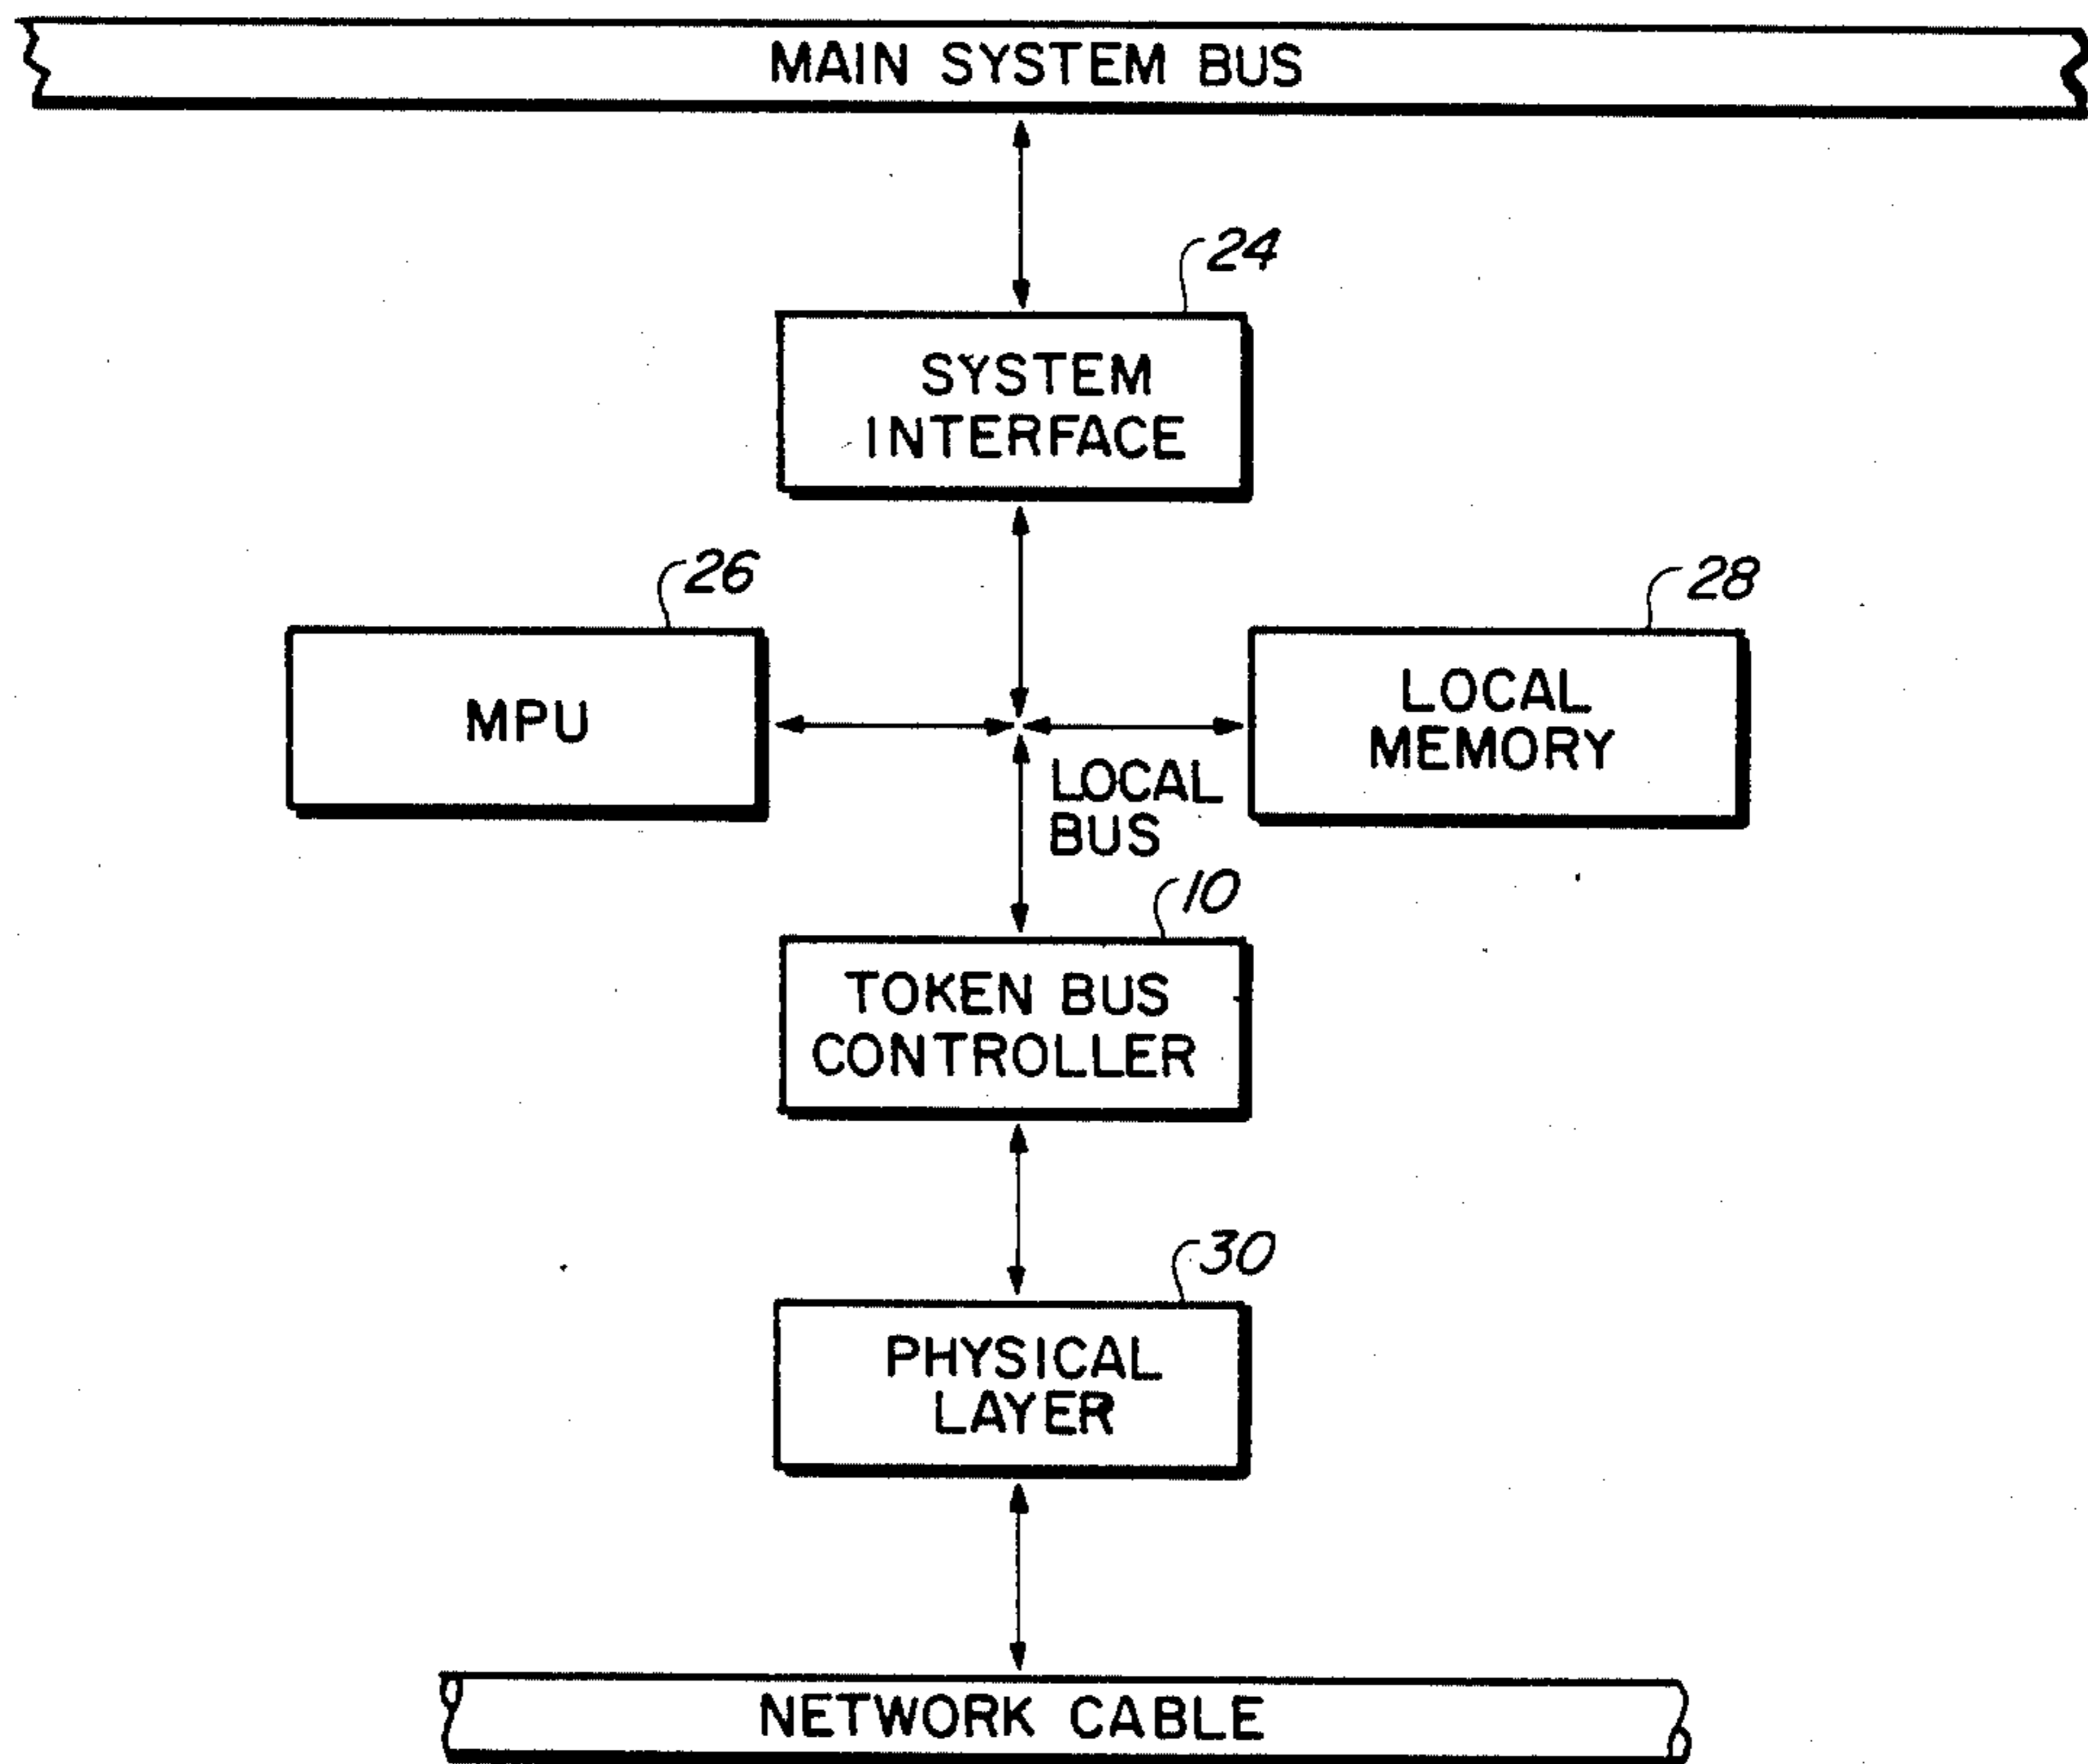 MAIN SYSTEM BUS
24
SYSTEM
INTERFACE
26
28
MPU
LOCAL
MEMORY
LOCAL
BUS
10
TOKEN BUS
CONTROLLER
30
PHYSICAL
LAYER
NETWORK CABLE